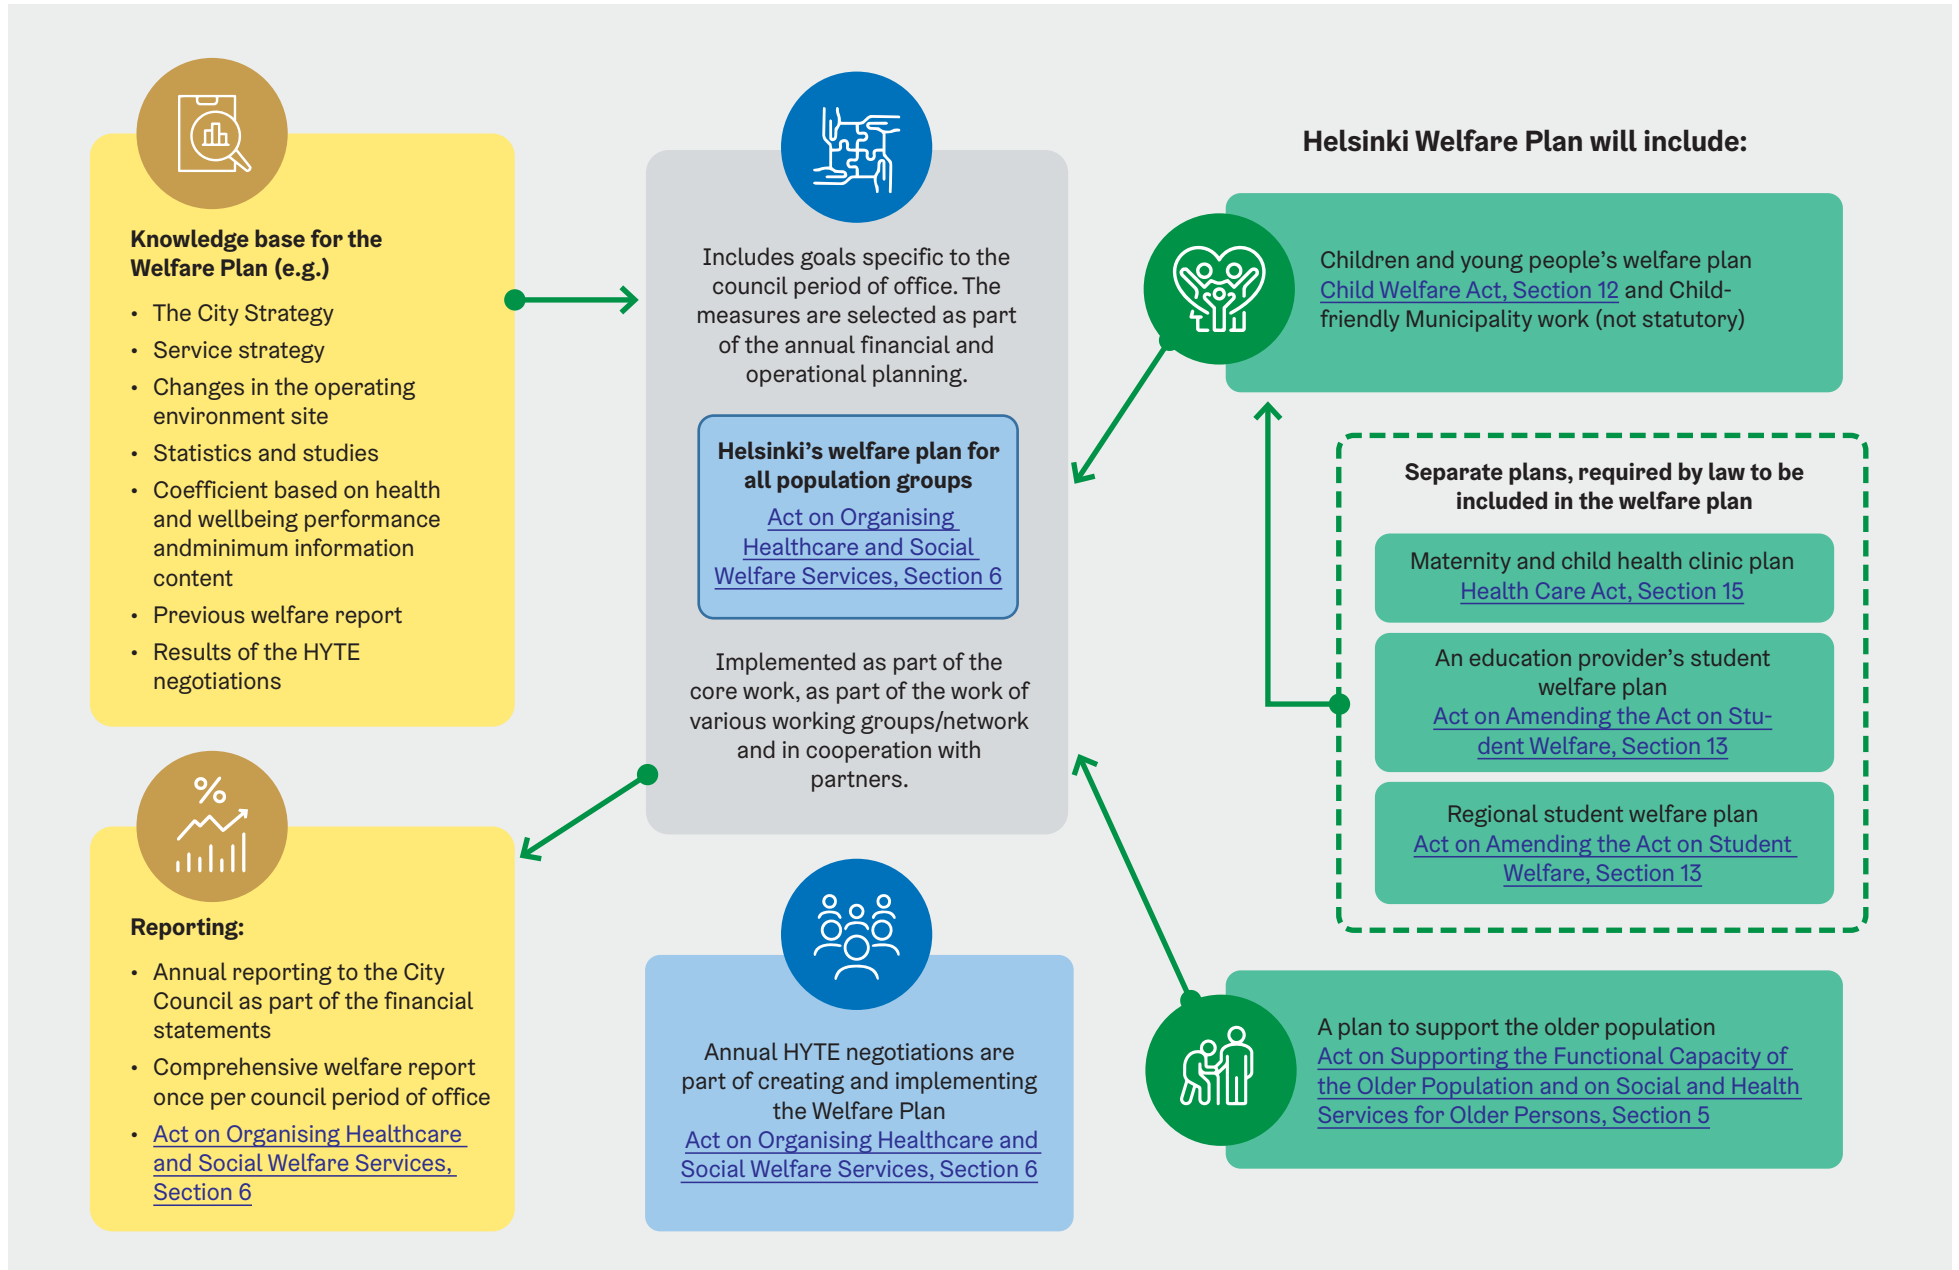 Knowledge base for the
Welfare Plan (e.g.)
• The City Strategy
• Service strategy
• Changes in the operating
environment site
• Statistics and studies
• Coefficient based on health
and wellbeing performance
andminimum information
content
• Previous welfare report
• Results of the HYTE
negotiations
%
Reporting:
• Annual reporting to the City
Council as part of the financial
statements
• Comprehensive welfare report
once per council period of office
• Act on Organising Healthcare
and Social Welfare Services,
Section 6
Includes goals specific to the
council period of office. The
measures are selected as part
of the annual financial and
operational planning.
Helsinki’s welfare plan for
all population groups
Act on Organising
Healthcare and Social
Welfare Services, Section 6
Implemented as part of the
core work, as part of the work of
various working groups/network
and in cooperation with
partners.
Annual HYTE negotiations are
part of creating and implementing
the Welfare Plan
Act on Organising Healthcare and
Social Welfare Services, Section 6
Helsinki Welfare Plan will include:
Children and young people’s welfare plan
Child Welfare Act, Section 12 and Child-
friendly Municipality work (not statutory)
Separate plans, required by law to be
included in the welfare plan
Maternity and child health clinic plan
Health Care Act, Section 15
An education provider’s student
welfare plan
Act on Amending the Act on Stu-
dent Welfare, Section 13
Regional student welfare plan
Act on Amending the Act on Student
Welfare, Section 13
A plan to support the older population
Act on Supporting the Functional Capacity of
the Older Population and on Social and Health
Services for Older Persons, Section 5